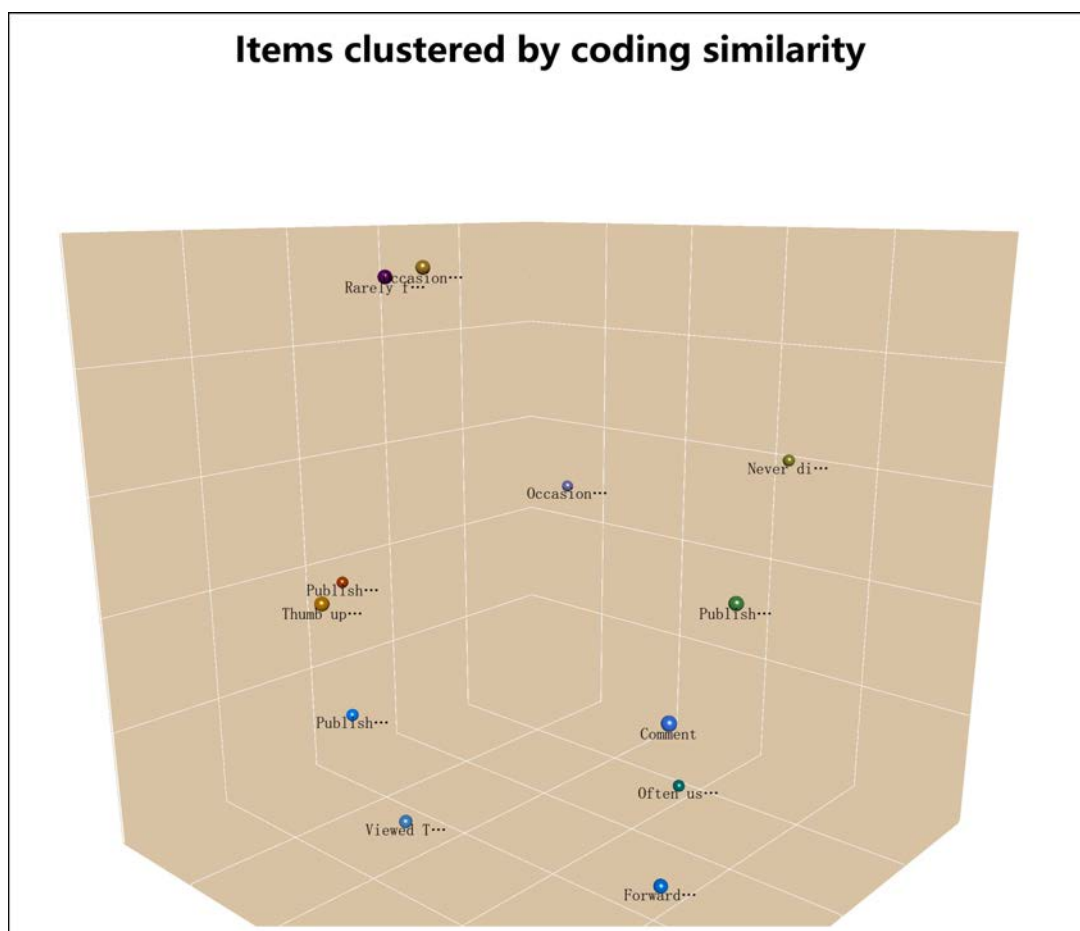 Items clustered by coding similarity
ccasion…
Rarely f…
Never di…
Occasion…
Publish…
Thumb up…
Publish…
Publish…
Comment
Often us…
Viewed T…
Forward…